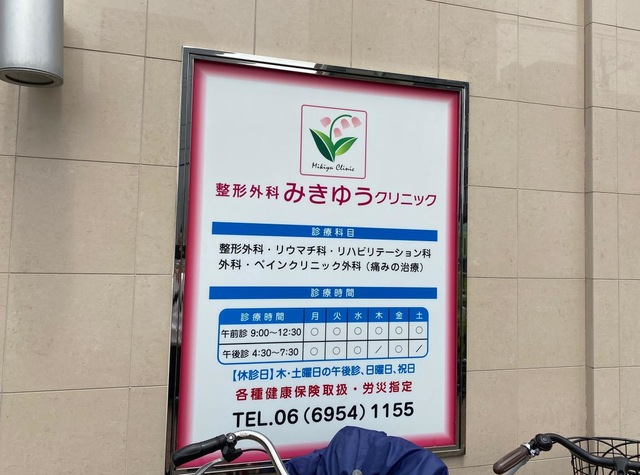 Mikiyu Clinic
整形外科 みきゆうクリニック
診療科目
整形外科・リウマチ科・リハビリテーション科
外科・ペインクリニック外科（痛みの治療）
診療時間
診療時間 月 火 水 木 金 土
午前診 9:00〜12:30 ○ ○ ○ ○ ○ ○
午後診 4:30〜7:30 ○ ○ ○ ／ ○ ／
【休診日】木・土曜日の午後診、日曜日、祝日
各種健康保険取扱・労災指定
TEL.06（6954）1155